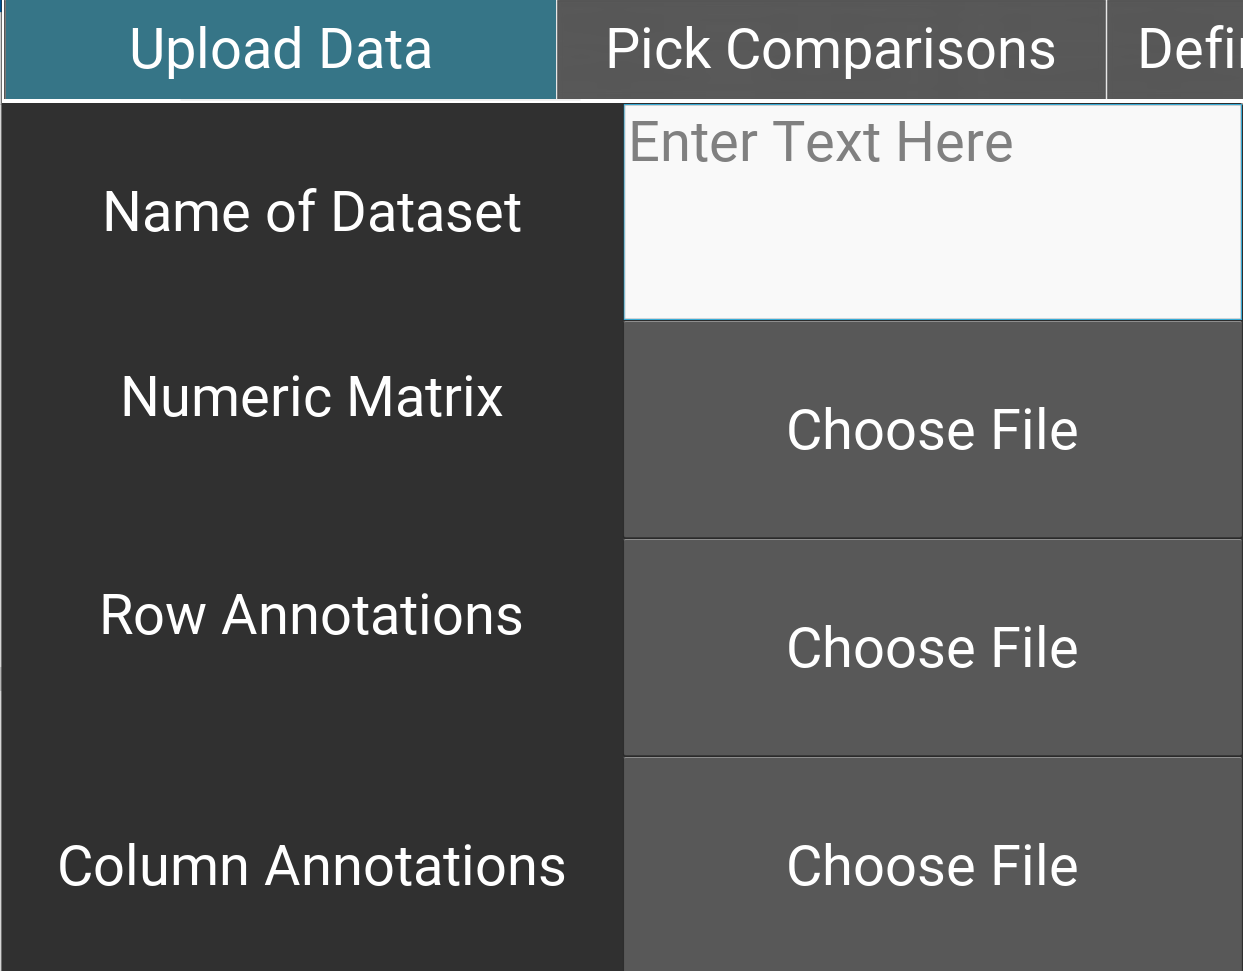 Upload Data
Pick Comparisons
Name of Dataset
Enter Text Here
Numeric Matrix
Choose File
Row Annotations
Choose File
Column Annotations
Choose File